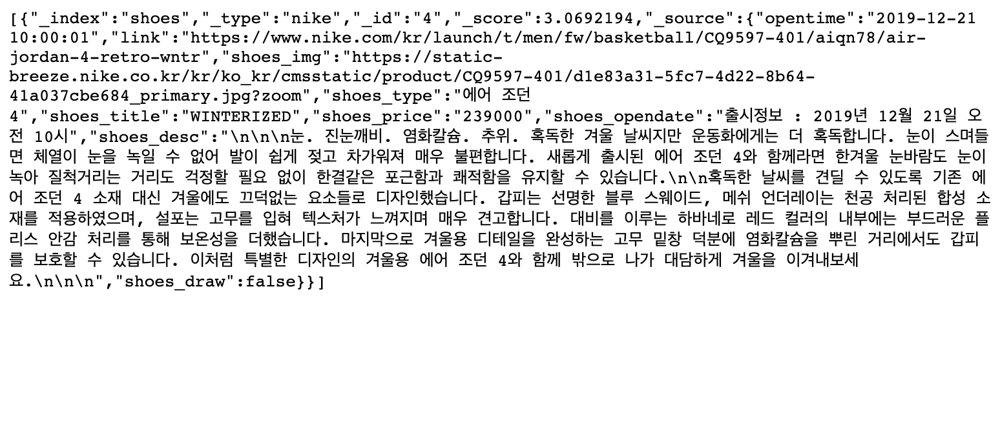 [{"_index":"shoes","_type":"nike","_id":"4","_score":3.0692194,"_source":{"opentime":"2019-12-21
10:00:01","link":"https://www.nike.com/kr/launch/t/men/fw/basketball/CQ9597-401/aiqn78/air-
jordan-4-retro-wntr","shoes_img":"https://static-
breeze.nike.co.kr/kr/ko_kr/cmsstatic/product/CQ9597-401/d1e83a31-5fc7-4d22-8b64-
41a037cbe684_primary.jpg?zoom","shoes_type":"에어 조던
4","shoes_title":"WINTERIZED","shoes_price":"239000","shoes_opendate":"출시정보 : 2019년 12월 21일 오
전 10시","shoes_desc":"\n\n\n눈. 진눈깨비. 염화칼슘. 추위. 혹독한 겨울 날씨지만 운동화에게는 더 혹독합니다. 눈이 스며들
면 체열이 눈을 녹일 수 없어 발이 쉽게 젖고 차가워져 매우 불편합니다. 새롭게 출시된 에어 조던 4와 함께라면 한겨울 눈바람도 눈이
녹아 질척거리는 거리도 걱정할 필요 없이 한결같은 포근함과 쾌적함을 유지할 수 있습니다.\n\n혹독한 날씨를 견딜 수 있도록 기존 에
어 조던 4 소재 대신 겨울에도 끄덕없는 요소들로 디자인했습니다. 갑피는 선명한 블루 스웨이드, 메쉬 언더레이는 천공 처리된 합성 소
재를 적용하였으며, 설포는 고무를 입혀 텍스처가 느껴지며 매우 견고합니다. 대비를 이루는 하바네로 레드 컬러의 내부에는 부드러운 플
리스 안감 처리를 통해 보온성을 더했습니다. 마지막으로 겨울용 디테일을 완성하는 고무 밑창 덕분에 염화칼슘을 뿌린 거리에서도 갑피
를 보호할 수 있습니다. 이처럼 특별한 디자인의 겨울용 에어 조던 4와 함께 밖으로 나가 대담하게 겨울을 이겨내보세
요.\n\n\n","shoes_draw":false}}]